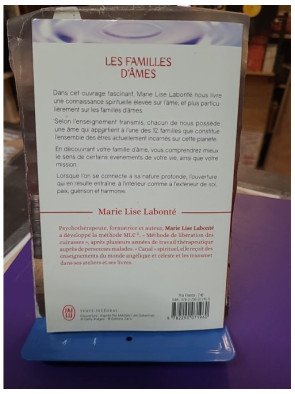 LES FAMILLES
D'ÂMES
Dans cet ouvrage fascinant, Marie Lise Labonté nous livre
une connaissance spirituelle élevée sur l'âme, et plus particu-
lièrement sur les familles d'âmes.
Selon l'enseignement transmis, chacun de nous possède
une âme qui appartient à l'une des 12 familles que constitue
l'ensemble des êtres actuellement incarnés sur cette planète.
En découvrant votre famille d'âme, vous comprendrez mieux
le sens de certains evenements de votre vie, ainsi que votre
mission.
Lorsque l'on se connecte à sa nature profonde, l'ouverture
qui en résulte entraîne, à l'intérieur comme à l'extérieur de soi,
paix, guérison et harmonie.
Marie Lise Labonté
Psychothérapeute, formatrice et auteur, Marie Lise Labonté
a développé la méthode MLC©, « Méthode de libération des
cuirasses », après plusieurs années de travail thérapeutique
auprès de personnes malades. « Canal » spirituel, elle reçoit des
enseignements du monde angélique et céleste et les transmet
dans ses ateliers et ses livres.
J'AI LU
TEXTE INTÉGRAL